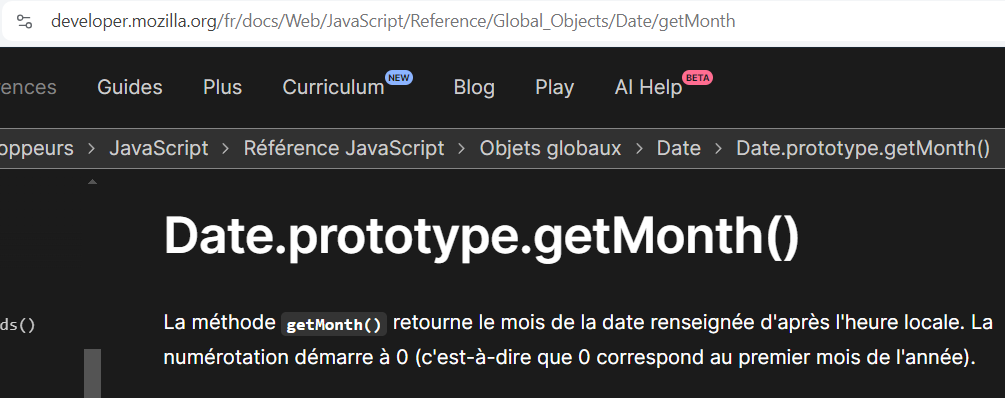 developer.mozilla.org/fr/docs/Web/JavaScript/Reference/Global_Objects/Date/getMonth
ences Guides Plus Curriculum NEW Blog Play AI Help BETA
oppeurs > JavaScript > Référence JavaScript > Objets globaux > Date > Date.prototype.getMonth()
Date.prototype.getMonth()
ds()
La méthode getMonth() retourne le mois de la date renseignée d'après l'heure locale. La
numérotation démarre à 0 (c'est-à-dire que 0 correspond au premier mois de l'année).